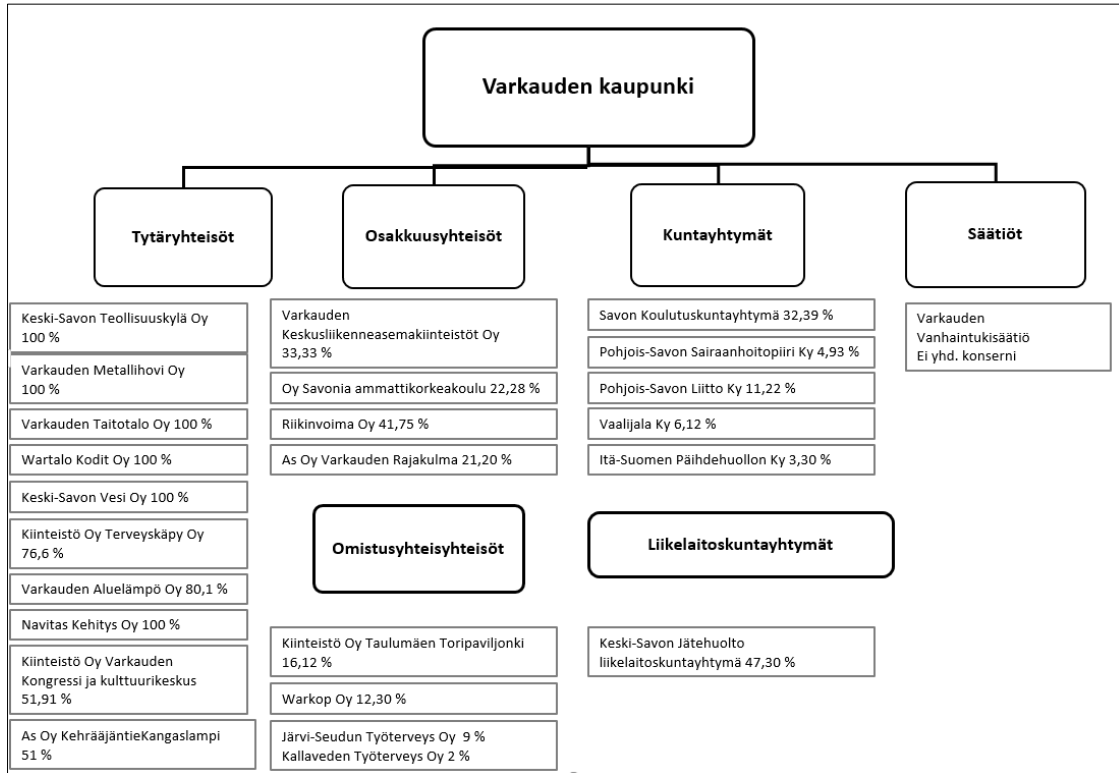 Varkauden kaupunki
Tytäryhteisöt
Keski-Savon Teollisuuskylä Oy
100 %
Varkauden Metallihovi Oy
100 %
Varkauden Taitotalo Oy 100 %
Wartalo Kodit Oy 100 %
Keski-Savon Vesi Oy 100 %
Kiinteistö Oy Terveyskäpy Oy
76,6 %
Varkauden Aluelämpö Oy 80,1 %
Navitas Kehitys Oy 100 %
Kiinteistö Oy Varkauden
Kongressi ja kulttuurikeskus
51,91 %
As Oy KehrääjäntieKangaslampi
51 %
Osakkuusyhteisöt
Varkauden
Keskusliikenneasemakiinteistöt Oy
33,33 %
Oy Savonia ammattikorkeakoulu 22,28 %
Riikinvoima Oy 41,75 %
As Oy Varkauden Rajakulma 21,20 %
Omistusyhteisyhteisöt
Kiinteistö Oy Taulumäen Toripaviljonki
16,12 %
Warkop Oy 12,30 %
Järvi-Seudun Työterveys Oy  9 %
Kallaveden Työterveys Oy 2 %
Kuntayhtymät
Savon Koulutuskuntayhtymä 32,39 %
Pohjois-Savon Sairaanhoitopiiri Ky 4,93 %
Pohjois-Savon Liitto Ky 11,22 %
Vaalijala Ky 6,12 %
Itä-Suomen Päihdehuollon Ky 3,30 %
Liikelaitoskuntayhtymät
Keski-Savon Jätehuolto
liikelaitoskuntayhtymä 47,30 %
Säätiöt
Varkauden
Vanhaintukisäätiö
Ei yhd. konserni